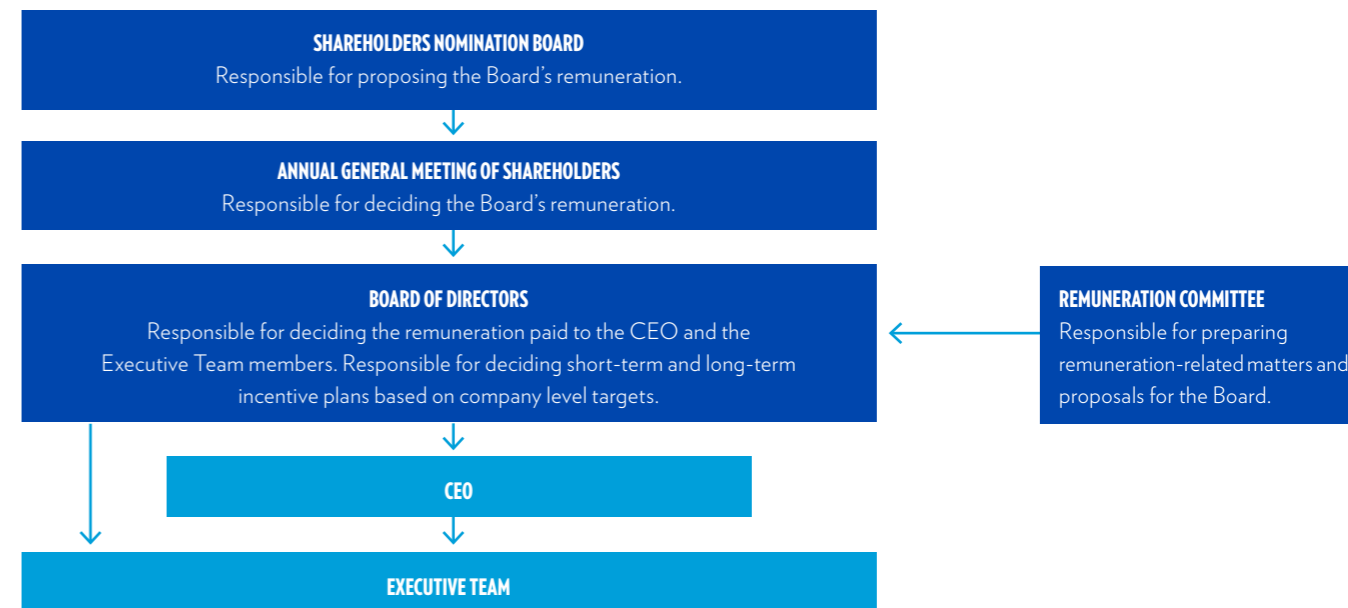 SHAREHOLDERS NOMINATION BOARD
Responsible for proposing the Board's remuneration.
ANNUAL GENERAL MEETING OF SHAREHOLDERS
Responsible for deciding the Board's remuneration.
BOARD OF DIRECTORS
Responsible for deciding the remuneration paid to the CEO and the
Executive Team members. Responsible for deciding short-term and long-term
incentive plans based on company level targets.
REMUNERATION COMMITTEE
Responsible for preparing
remuneration-related matters and
proposals for the Board.
CEO
EXECUTIVE TEAM